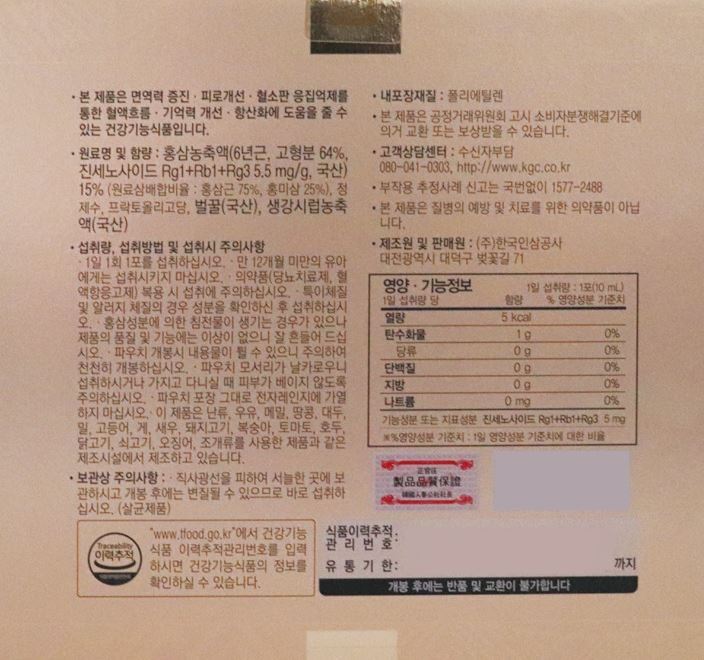 · 본 제품은 면역력 증진 · 피로개선 · 혈소판 응집억제를
통한 혈액흐름 · 기억력 개선 · 항산화에 도움을 줄 수
있는 건강기능식품입니다.
· 원료명 및 함량 : 홍삼농축액(6년근, 고형분 64%,
진세노사이드 Rg1+Rb1+Rg3 5.5 mg/g, 국산)
15% (원료삼배합비율 : 홍삼근 75%, 홍미삼 25%), 정
제수, 프락토올리고당, 벌꿀(국산), 생강시럽농축
액(국산)
· 섭취량, 섭취방법 및 섭취시 주의사항
· 1일 1회 1포를 섭취하십시오. · 만 12개월 미만의 유아
에게는 섭취시키지 마십시오. · 의약품(당뇨치료제, 혈
액항응고제) 복용 시 섭취에 주의하십시오. · 특이체질
및 알러지 체질의 경우 성분을 확인하신 후 섭취하십시
오. · 홍삼성분에 의한 침전물이 생기는 경우가 있으나
제품의 품질 및 기능에는 이상이 없으니 잘 흔들어 드십
시오. · 파우치 개봉시 내용물이 튈 수 있으니 주의하여
천천히 개봉하십시오. · 파우치 모서리가 날카로우니
섭취하시거나 가지고 다니실 때 피부가 베이지 않도록
주의하십시오. · 파우치 포장 그대로 전자레인지에 가열
하지 마십시오. · 이 제품은 난류, 우유, 메밀, 땅콩, 대두,
밀, 고등어, 게, 새우, 돼지고기, 복숭아, 토마토, 호두,
닭고기, 쇠고기, 오징어, 조개류를 사용한 제품과 같은
제조시설에서 제조하고 있습니다.
· 보관상 주의사항 : · 직사광선을 피하여 서늘한 곳에 보
관하시고 개봉 후에는 변질될 수 있으므로 바로 섭취하
십시오. (살균제품)
Traceability
이력추적
"www.tfood.go.kr"에서 건강기능
식품 이력추적관리번호를 입력
하시면 건강기능식품의 정보를
확인하실 수 있습니다.
· 내포장재질 : 폴리에틸렌
· 본 제품은 공정거래위원회 고시 소비자분쟁해결기준에
의거 교환 또는 보상받을 수 있습니다.
· 고객상담센터 : 수신자부담
080-041-0303, http://www.kgc.co.kr
· 부작용 추정사례 신고는 국번없이 1577-2488
· 본 제품은 질병의 예방 및 치료를 위한 의약품이 아닙
니다.
· 제조원 및 판매원 : (주)한국인삼공사
대전광역시 대덕구 벚꽃길 71
영양 · 기능정보 1일 섭취량 : 1포(10 mL)
1일 섭취량 당 함량 % 영양성분 기준치
열량 5 kcal
탄수화물 1 g 0%
당류 0 g 0%
단백질 0 g 0%
지방 0 g 0%
나트륨 0 mg 0%
기능성분 또는 지표성분 진세노사이드 Rg1+Rb1+Rg3 5 mg
※%영양성분 기준치 : 1일 영양성분 기준치에 대한 비율
正官庄
製品品質保證
韓國人蔘公社社長
식품이력추적
관 리 번 호 :
유 통 기 한 : 까지
개봉 후에는 반품 및 교환이 불가합니다